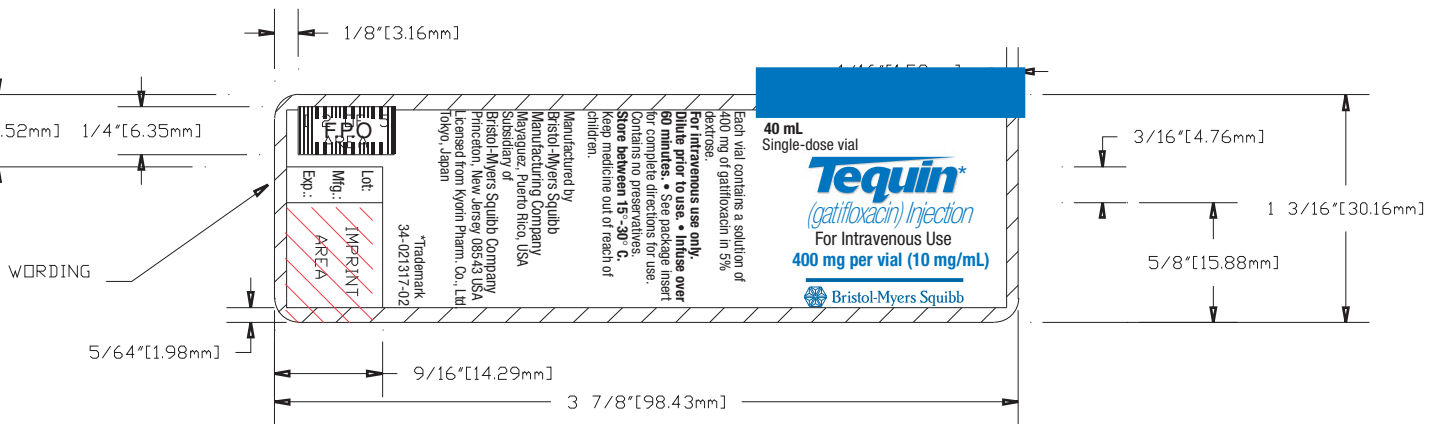 1/8"[3.16mm]
.52mm]
1/4"[6.35mm]
WORDING
5/64"[1.98mm]
9/16"[14.29mm]
3 7/8"[98.43mm]
3/16"[4.76mm]
1 3/16"[30.16mm]
5/8"[15.88mm]
FPO
AREA
Lot:
Mfg.:
Exp.:
IMPRINT
AREA
*Trademark
34-021317-02
Manufactured by
Bristol-Myers Squibb
Manufacturing Company
Mayaguez, Puerto Rico, USA
Subsidiary of
Bristol-Myers Squibb Company
Princeton, New Jersey 08543 USA
Licensed from Kyorin Pharm. Co., Ltd
Tokyo, Japan
Each vial contains a solution of
400 mg of gatifloxacin in 5%
dextrose.
For intravenous use only.
Dilute prior to use. • Infuse over
60 minutes. • See package insert
for complete directions for use.
Contains no preservatives.
Store between 15°-30° C.
Keep medicine out of reach of
children.
40 mL
Single-dose vial
Tequin*
(gatifloxacin) Injection
For Intravenous Use
400 mg per vial (10 mg/mL)
Bristol-Myers Squibb